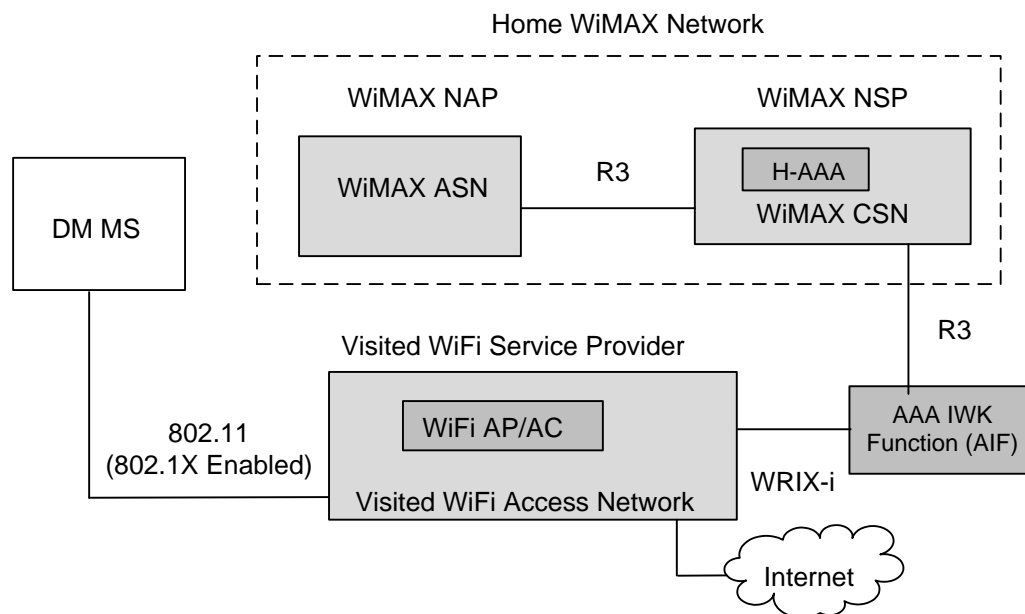 Home WiMAX Network
WiMAX NAP
WiMAX NSP
WiMAX ASN
R3
H-AAA
WiMAX CSN
DM MS
R3
Visited WiFi Service Provider
WiFi AP/AC
AAA IWK
Function (AIF)
802.11
(802.1X Enabled)
WRIX-i
Visited WiFi Access Network
Internet